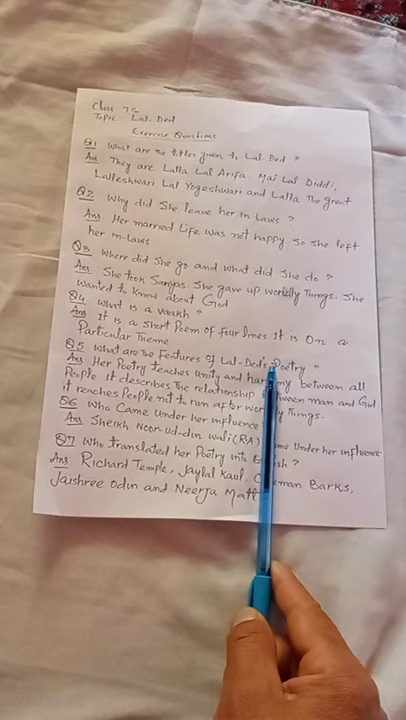 Class 7th
Topic Lal-Ded
Exercise Questions
Q1 What are the titles given to Lal-Ded ?
Ans They are Lalla Lal Arifa Mai Lal Diddi,
Lalleshwari Lal Yogeshwari and Lalla The great
Q2 Why did She leave her in Laws ?
Ans Her married Life was not happy So She left
her in-Laws
Q3 Where did She go and what did She do ?
Ans She took Sanyas. She gave up worldly Things. She
wanted to know about God
Q4 What is a vaakh ?
Ans It is a Short Poem of four lines It is On a
Particular Theme
Q5 What are the Features of Lal-Ded's Poetry ?
Ans Her Poetry teaches unity and between all
People It describes the relationship between man and God
it reaches People not to run after Things.
Q6 Who Came Under her influence
Ans Sheikh Noor-ud-din wali (RA) Under her influence
Q7 Who translated her Poetry into ?
Ans Richard Temple, Jaylal Kaul, Barks,
Jaishree Odin and Neerja